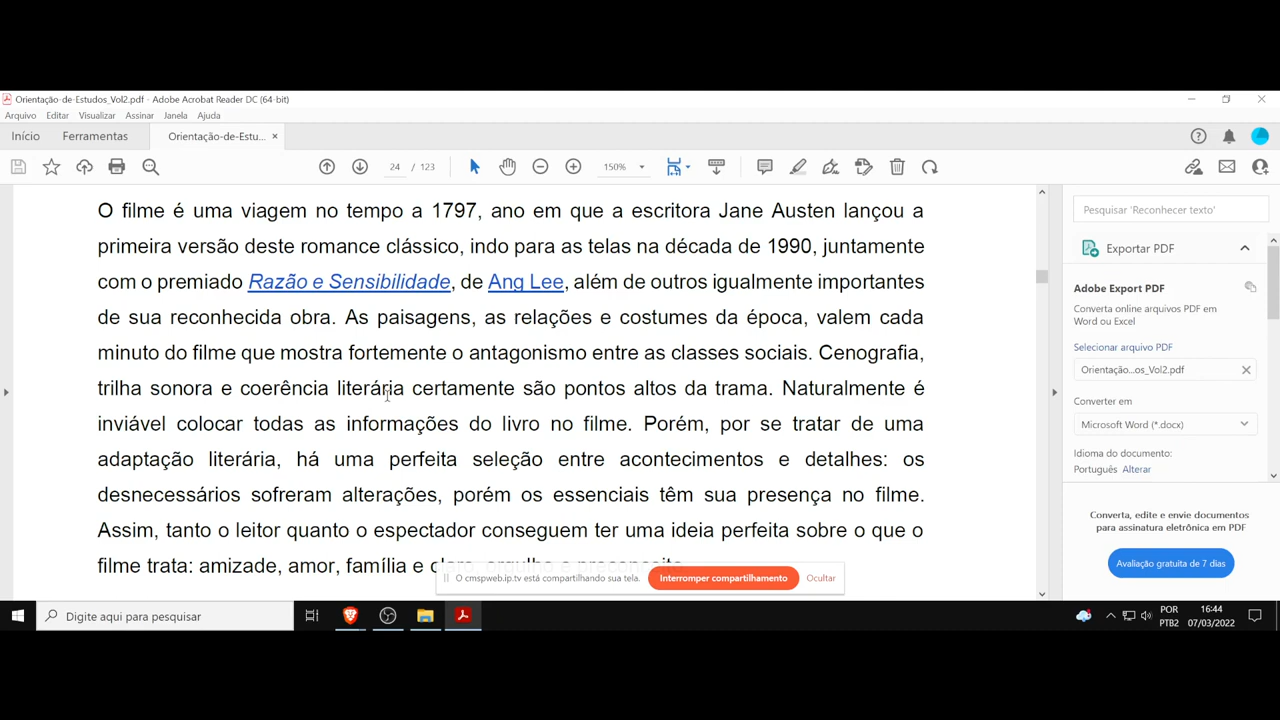 Orientação-de-Estudos_Vol2.pdf - Adobe Acrobat Reader DC (64-bit)
Arquivo Editar Visualizar Assinar Janela Ajuda
Início Ferramentas Orientação-de-Estu... ×
24 / 123 150%
O filme é uma viagem no tempo a 1797, ano em que a escritora Jane Austen lançou a
primeira versão deste romance clássico, indo para as telas na década de 1990, juntamente
com o premiado Razão e Sensibilidade, de Ang Lee, além de outros igualmente importantes
de sua reconhecida obra. As paisagens, as relações e costumes da época, valem cada
minuto do filme que mostra fortemente o antagonismo entre as classes sociais. Cenografia,
trilha sonora e coerência literária certamente são pontos altos da trama. Naturalmente é
inviável colocar todas as informações do livro no filme. Porém, por se tratar de uma
adaptação literária, há uma perfeita seleção entre acontecimentos e detalhes: os
desnecessários sofreram alterações, porém os essenciais têm sua presença no filme.
Assim, tanto o leitor quanto o espectador conseguem ter uma ideia perfeita sobre o que o
filme trata: amizade, amor, família e
O cmspweb.ip.tv está compartilhando sua tela. Interromper compartilhamento Ocultar
Pesquisar 'Reconhecer texto'
Exportar PDF
Adobe Export PDF
Converta online arquivos PDF em
Word ou Excel
Selecionar arquivo PDF
Orientação...os_Vol2.pdf
Converter em
Microsoft Word (*.docx)
Idioma do documento:
Português Alterar
Converta, edite e envie documentos
para assinatura eletrônica em PDF
Avaliação gratuita de 7 dias
Digite aqui para pesquisar
POR
PTB2
16:44
07/03/2022